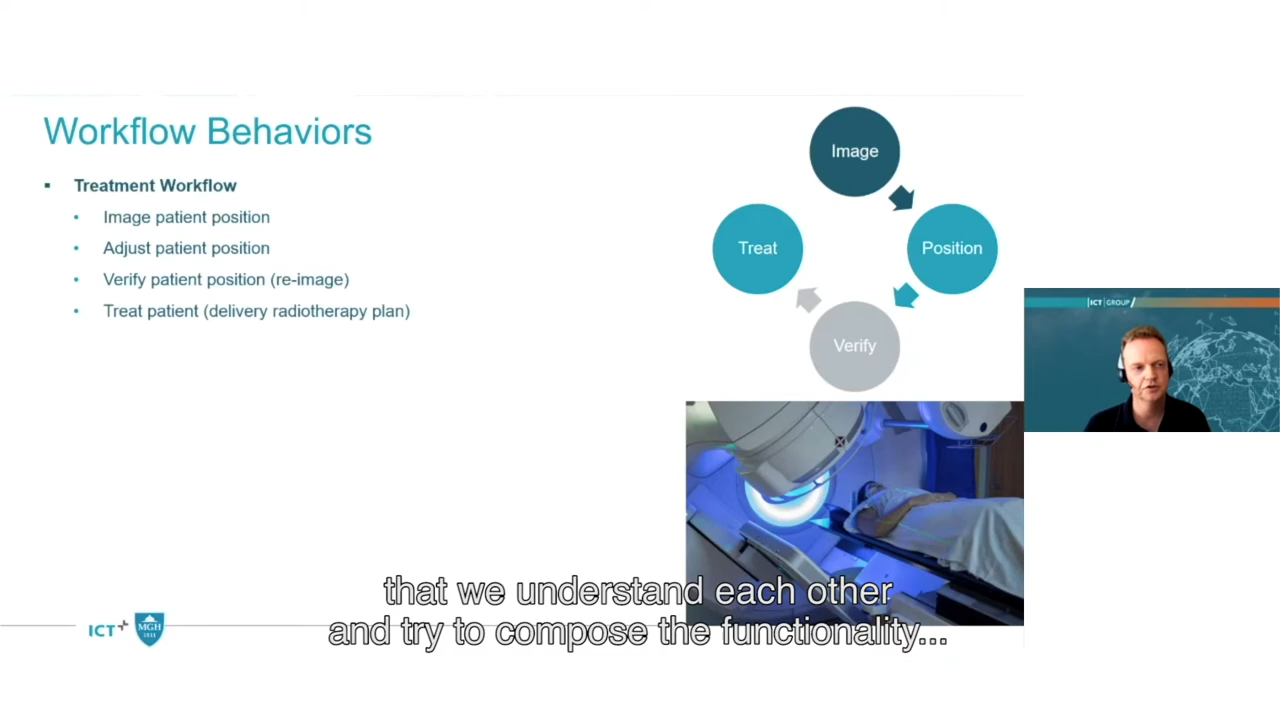 Workflow Behaviors
Treatment Workflow
Image patient position
Adjust patient position
Verify patient position (re-image)
Treat patient (delivery radiotherapy plan)
Image
Treat
Position
Verify
|ICT|GROUP/
that we understand each other
and try to compose the functionality...
ICT+
MGH
1811